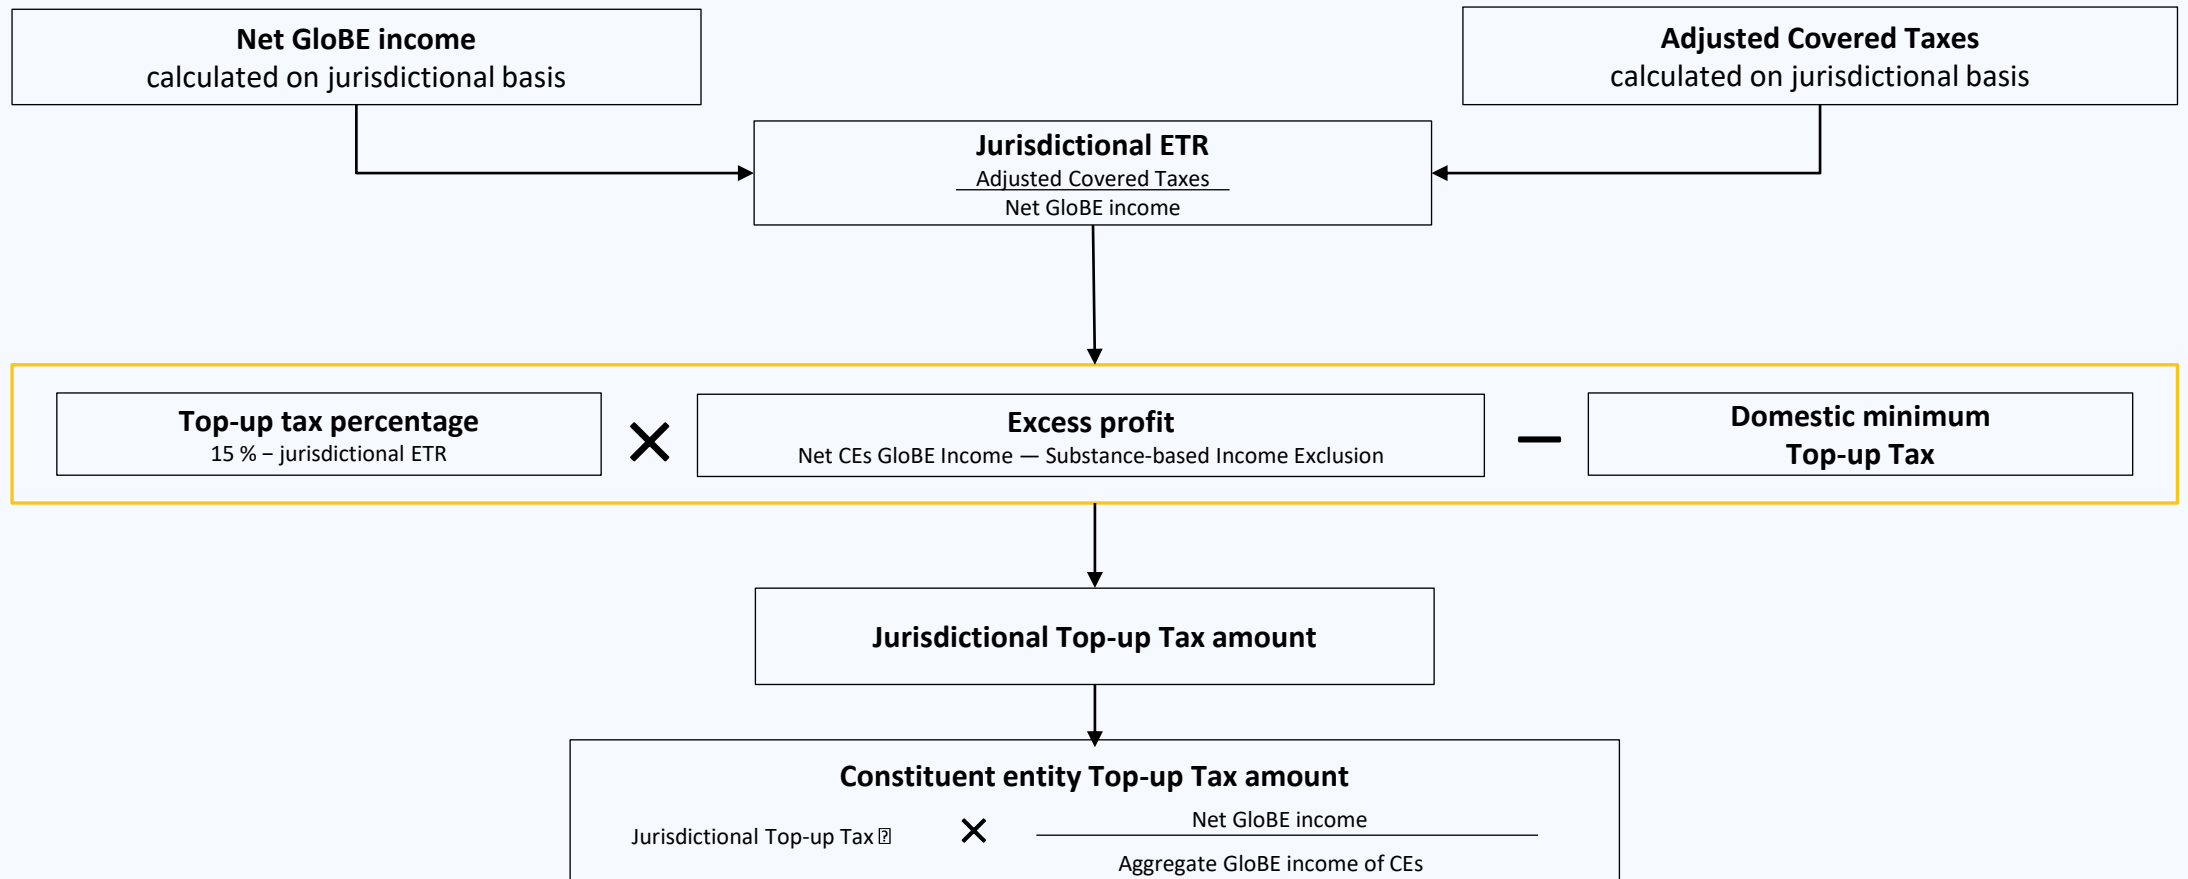 Net GloBE income
calculated on jurisdictional basis
Adjusted Covered Taxes
calculated on jurisdictional basis
Jurisdictional ETR
Adjusted Covered Taxes
Net GloBE income
Top-up tax percentage
15 % – jurisdictional ETR
×
Excess profit
Net CEs GloBE Income — Substance-based Income Exclusion
—
Domestic minimum
Top-up Tax
Jurisdictional Top-up Tax amount
Constituent entity Top-up Tax amount
Jurisdictional Top-up Tax ⍰
×
Net GloBE income
Aggregate GloBE income of CEs